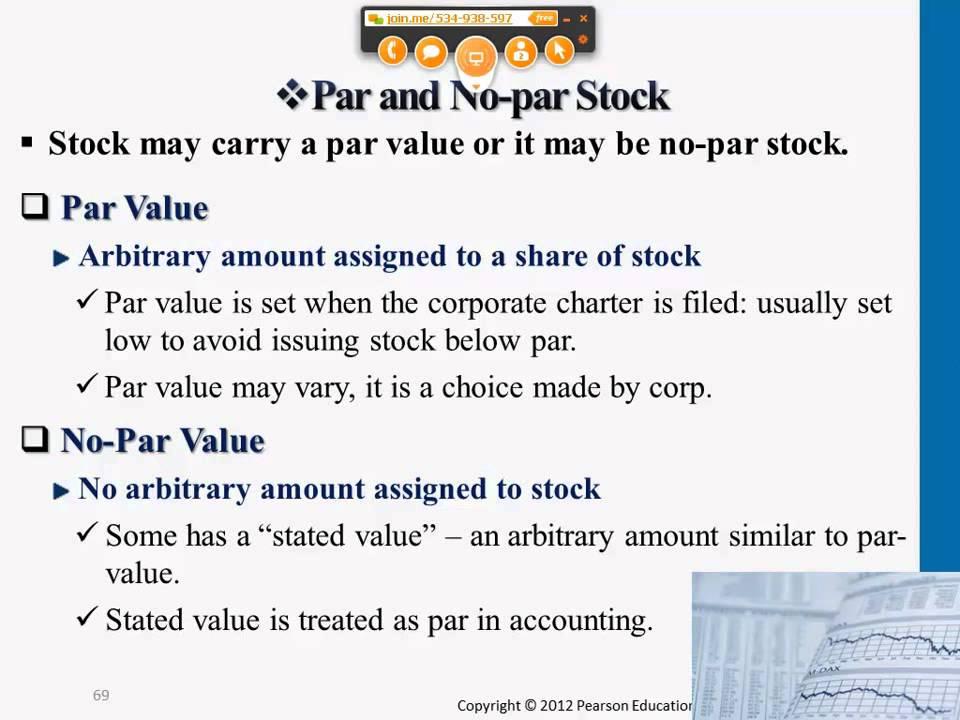 join.me/534-938-597 free
2
Par and No-par Stock
Stock may carry a par value or it may be no-par stock.
Par Value
Arbitrary amount assigned to a share of stock
Par value is set when the corporate charter is filed: usually set
low to avoid issuing stock below par.
Par value may vary, it is a choice made by corp.
No-Par Value
No arbitrary amount assigned to stock
Some has a “stated value” – an arbitrary amount similar to par-
value.
Stated value is treated as par in accounting.
69
Copyright © 2012 Pearson Education